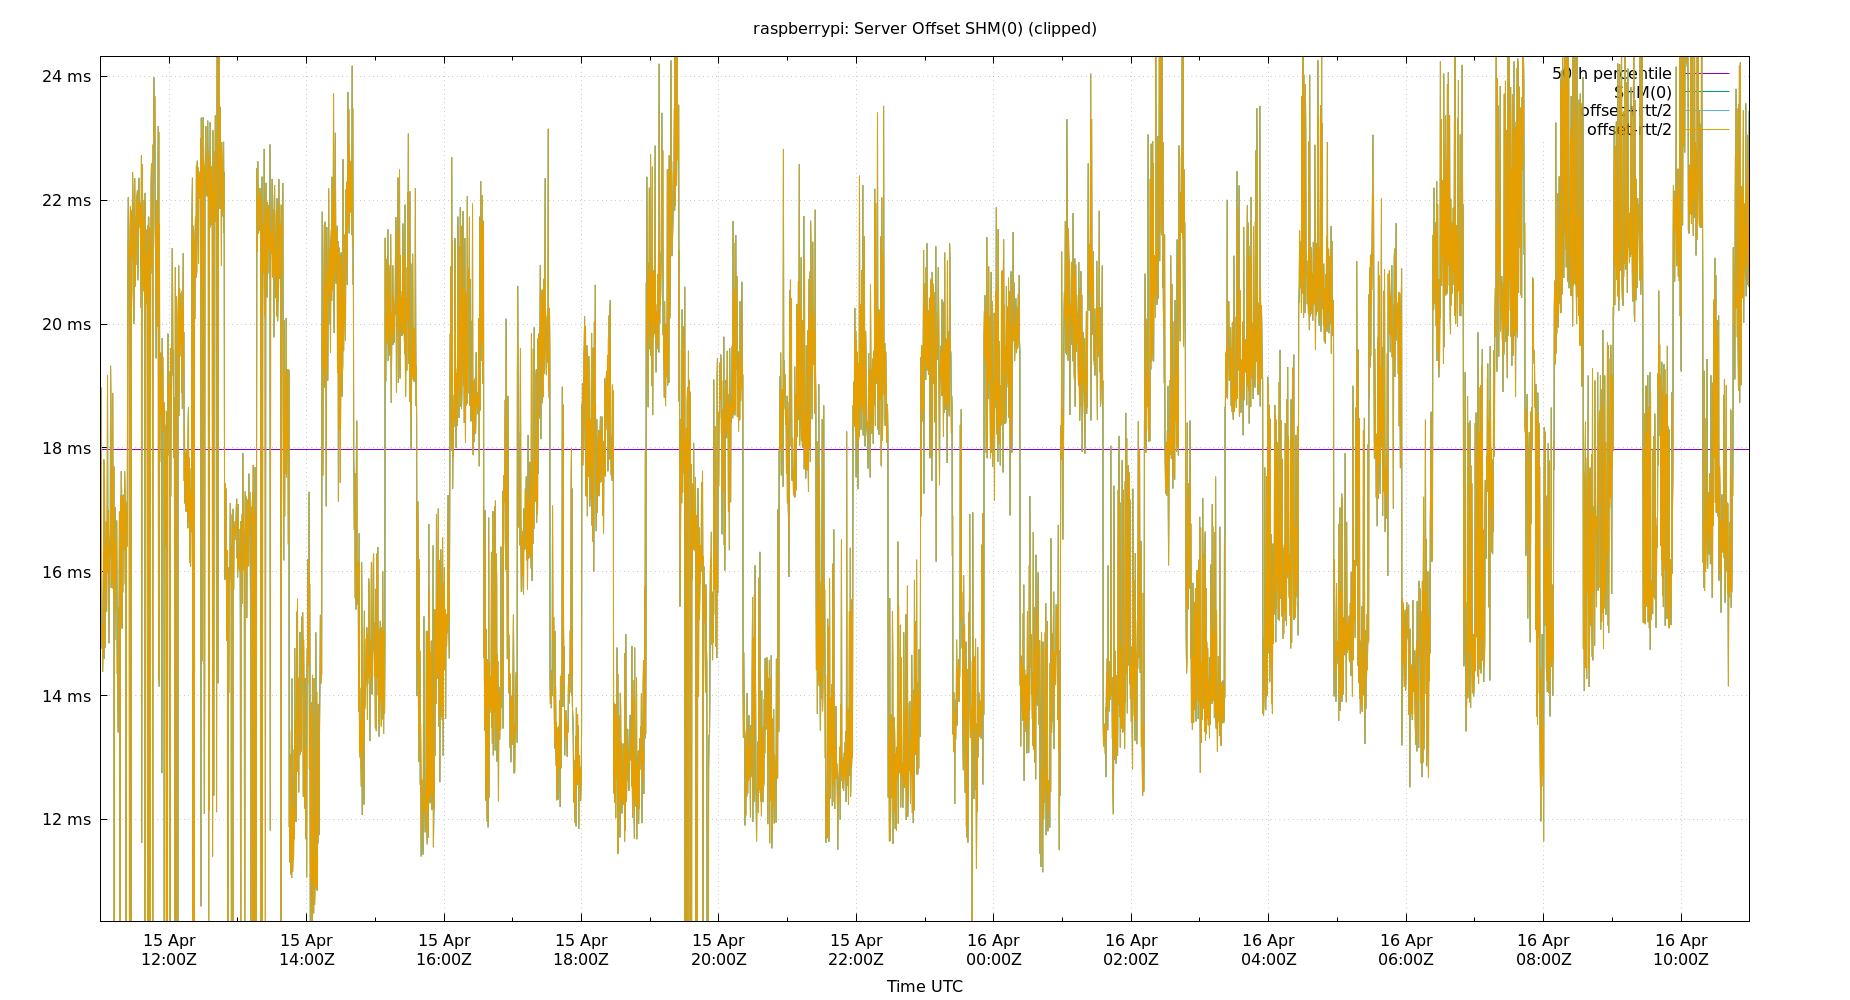 raspberrypi: Server Offset SHM(0) (clipped)
24 ms
22 ms
20 ms
18 ms
16 ms
14 ms
12 ms
50th percentile
SHM(0)
offset+rtt/2
offset-rtt/2
15 Apr 12:00Z
15 Apr 14:00Z
15 Apr 16:00Z
15 Apr 18:00Z
15 Apr 20:00Z
15 Apr 22:00Z
16 Apr 00:00Z
16 Apr 02:00Z
16 Apr 04:00Z
16 Apr 06:00Z
16 Apr 08:00Z
16 Apr 10:00Z
Time UTC